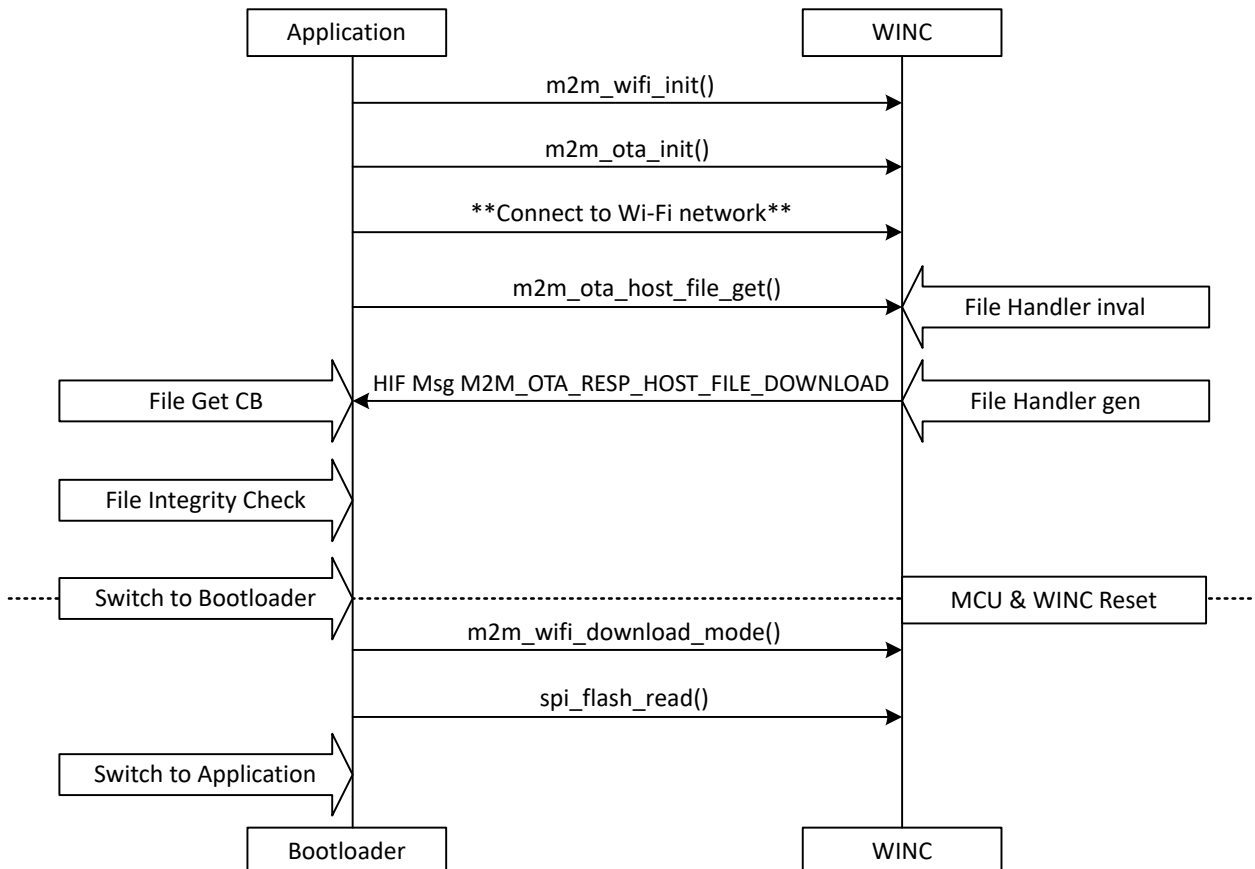 Application
WINC
m2m_wifi_init()
m2m_ota_init()
**Connect to Wi-Fi network**
m2m_ota_host_file_get()
File Handler inval
HIF Msg M2M_OTA_RESP_HOST_FILE_DOWNLOAD
File Get CB
File Handler gen
File Integrity Check
Switch to Bootloader
MCU & WINC Reset
m2m_wifi_download_mode()
spi_flash_read()
Switch to Application
Bootloader
WINC